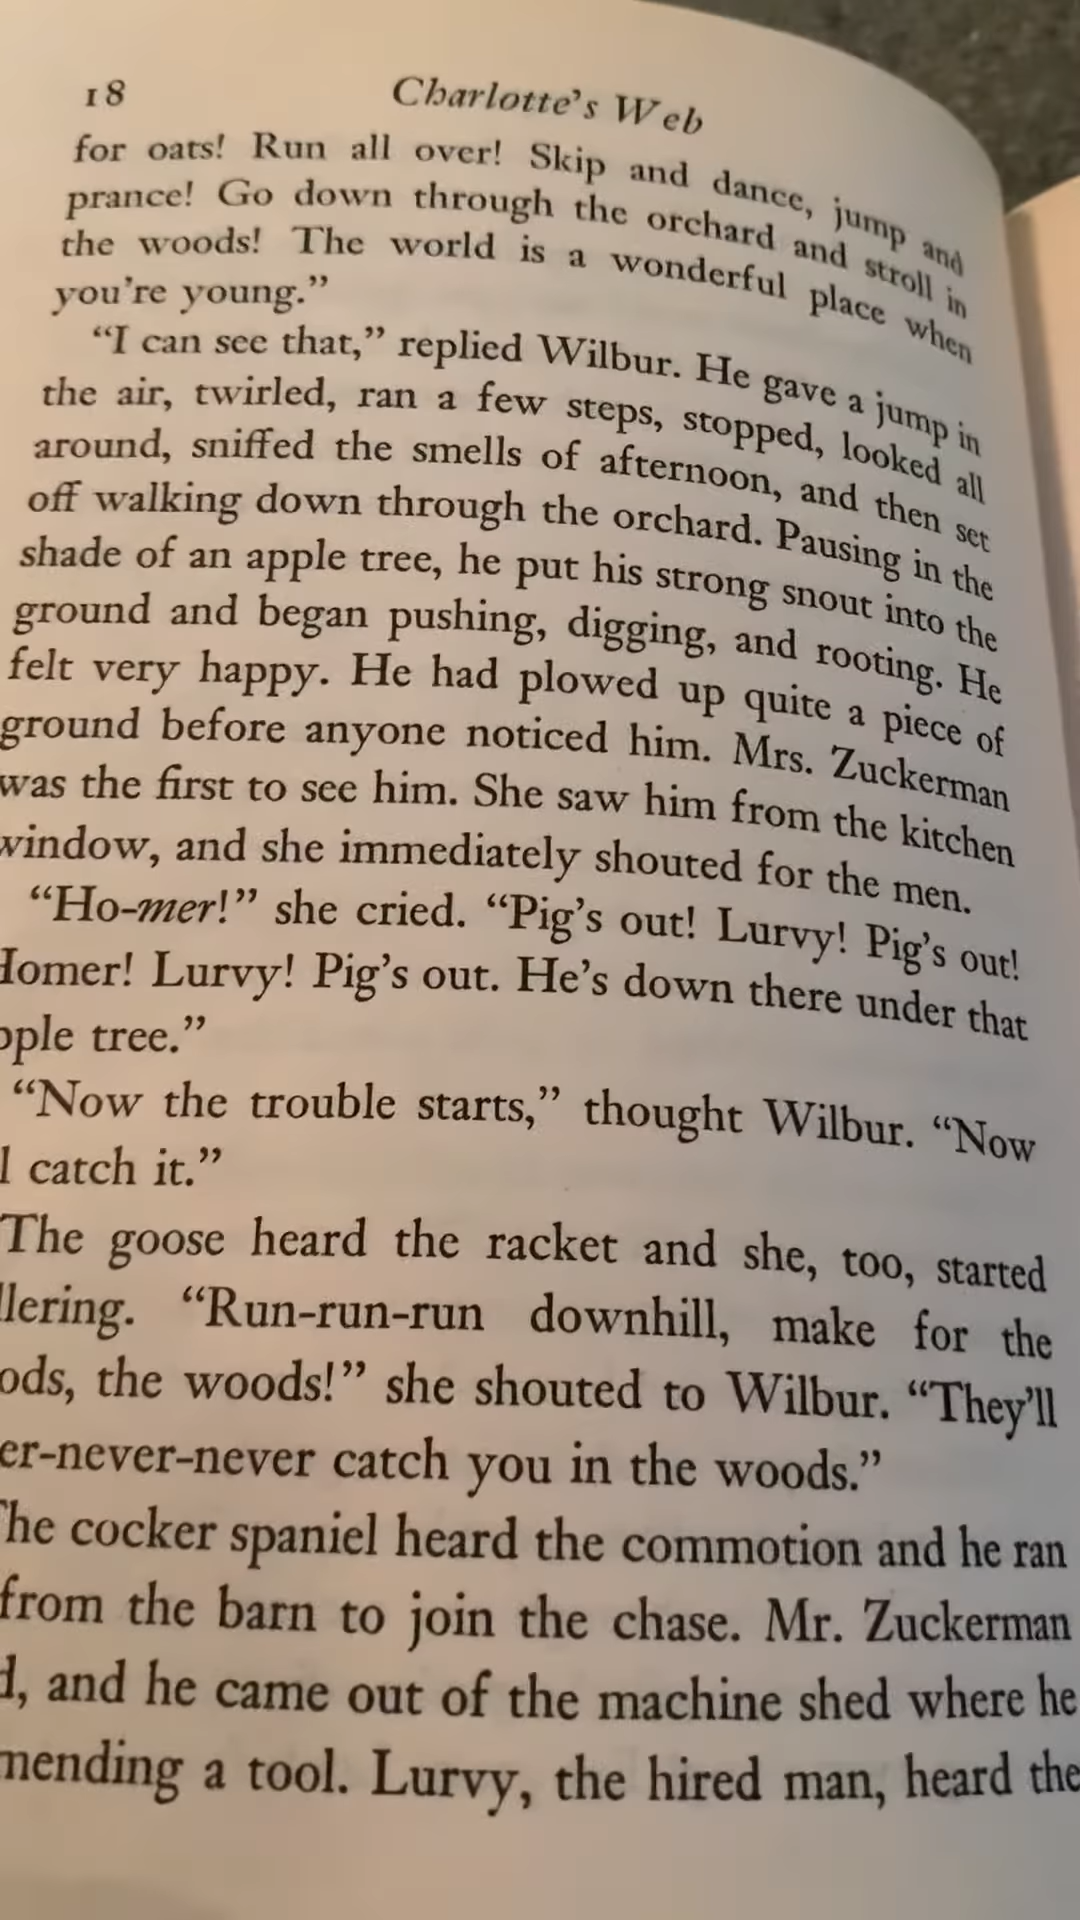 18 Charlotte's Web
for oats! Run all over! Skip and dance, jump and
prance! Go down through the orchard and stroll in
the woods! The world is a wonderful place when
you're young.”
“I can see that,” replied Wilbur. He gave a jump in
the air, twirled, ran a few steps, stopped, looked all
around, sniffed the smells of afternoon, and then set
off walking down through the orchard. Pausing in the
shade of an apple tree, he put his strong snout into the
ground and began pushing, digging, and rooting. He
felt very happy. He had plowed up quite a piece of
ground before anyone noticed him. Mrs. Zuckerman
was the first to see him. She saw him from the kitchen
window, and she immediately shouted for the men.
“Ho-mer!” she cried. “Pig's out! Lurvy! Pig's out!
Homer! Lurvy! Pig's out. He's down there under that
tree.”
“Now the trouble starts,” thought Wilbur. “Now
catch it.”
The goose heard the racket and she, too, started
“Run-run-run downhill, make for the
the woods!” she shouted to Wilbur. “They'll
catch you in the woods.”
The cocker spaniel heard the commotion and he ran
from the barn to join the chase. Mr. Zuckerman
and he came out of the machine shed where he
mending a tool. Lurvy, the hired man, heard the